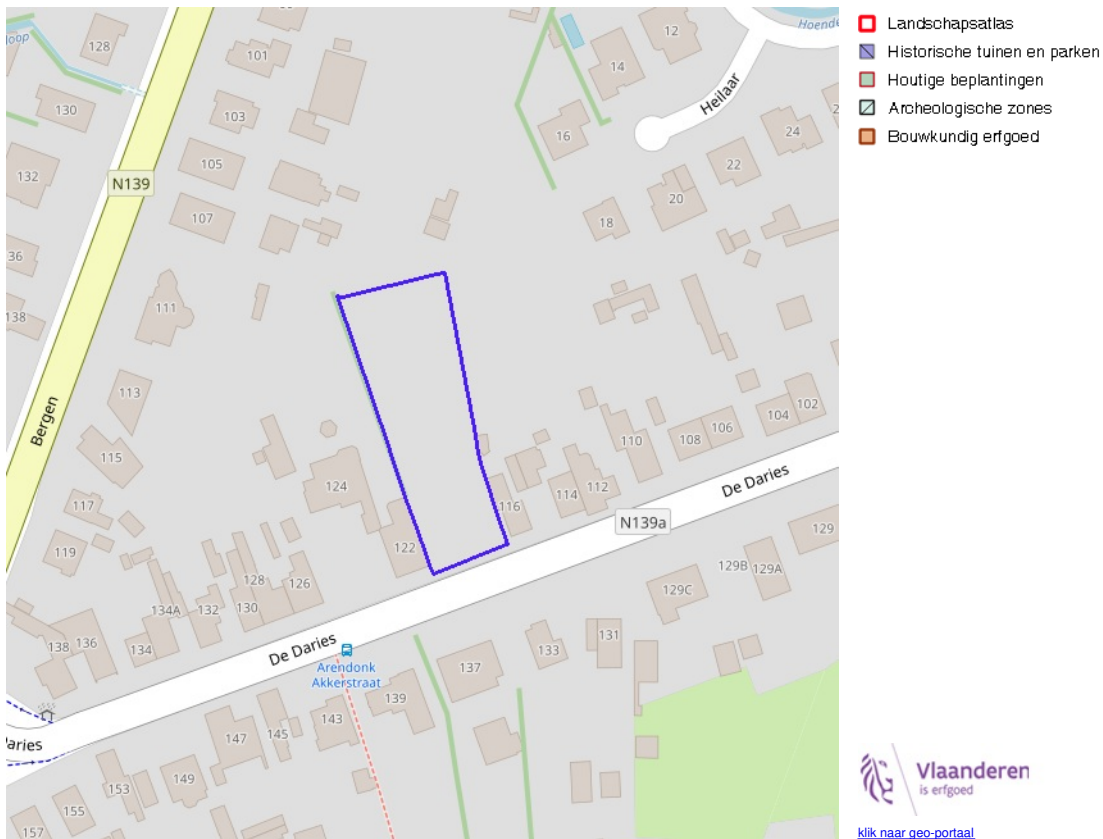 Landschapsatlas
Historische tuinen en parken
Houtige beplantingen
Archeologische zones
Bouwkundig erfgoed
128
101
12
14
Heilaar
130
103
16
24
132
105
22
N139
107
20
18
36
138
111
113
Bergen
102
104
106
108
110
115
124
112
114
116
De Daries
N139a
117
129
119
122
129B
129A
128
126
134A
132
130
129C
138
136
134
131
De Daries
133
Arendonk
Akkerstraat
137
139
143
145
147
149
153
155
157
Vlaanderen
is erfgoed
klik naar geo-portaal